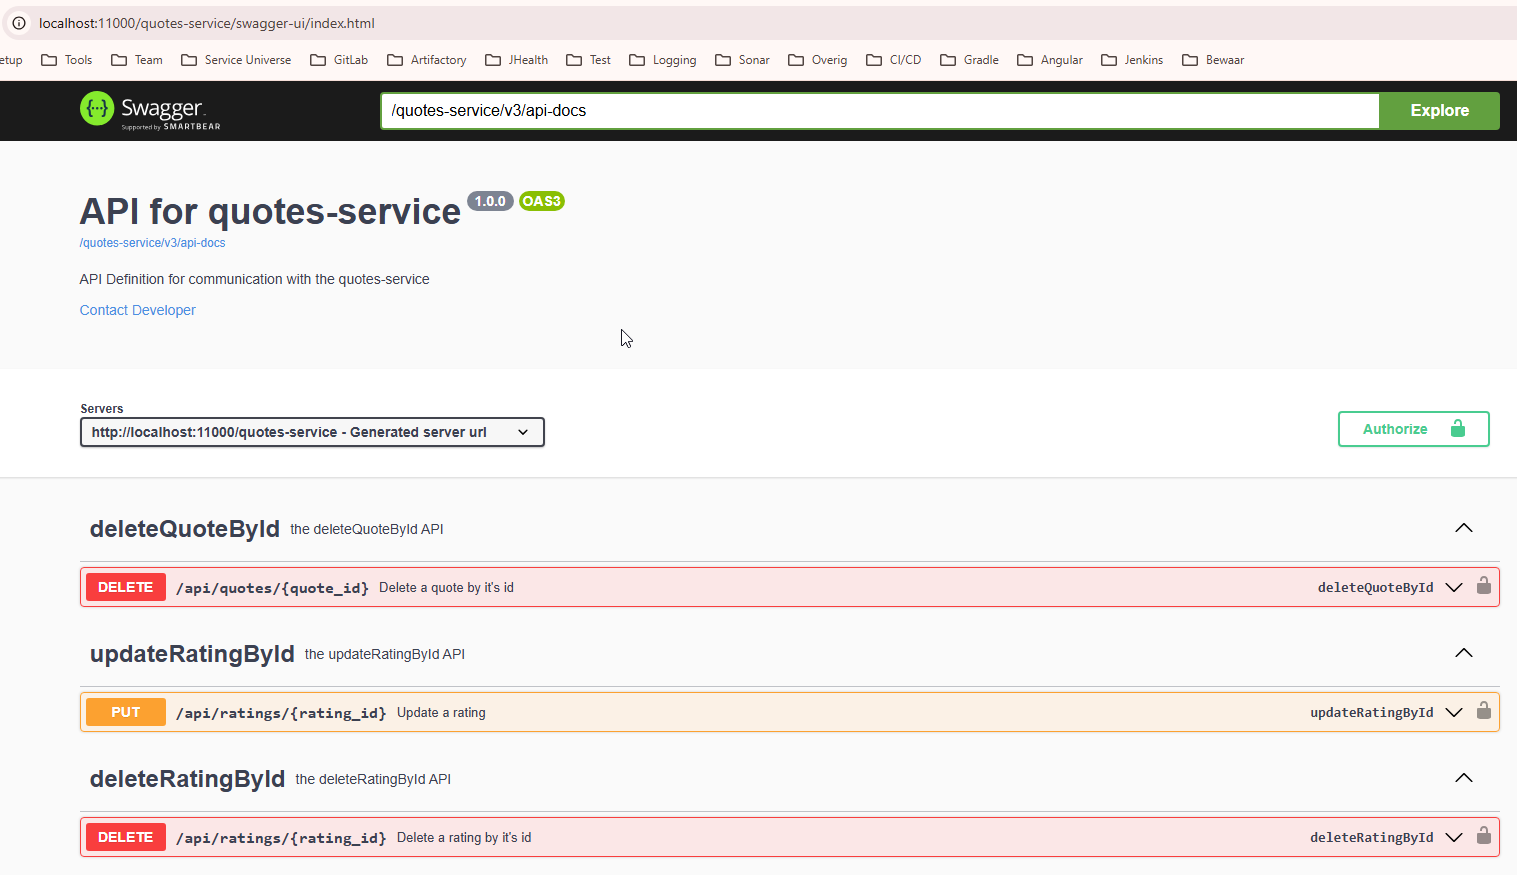 localhost:11000/quotes-service/swagger-ui/index.html
etup Tools Team Service Universe GitLab Artifactory JHealth Test Logging Sonar Overig CI/CD Gradle Angular Jenkins Bewaar
{··} Swagger. /quotes-service/v3/api-docs Explore
Supported by SMARTBEAR
API for quotes-service 1.0.0 OAS3
/quotes-service/v3/api-docs
API Definition for communication with the quotes-service
Contact Developer
Servers
http://localhost:11000/quotes-service - Generated server url Authorize
deleteQuoteById the deleteQuoteById API
DELETE /api/quotes/{quote_id} Delete a quote by it's id deleteQuoteById
updateRatingById the updateRatingById API
PUT /api/ratings/{rating_id} Update a rating updateRatingById
deleteRatingById the deleteRatingById API
DELETE /api/ratings/{rating_id} Delete a rating by it's id deleteRatingById